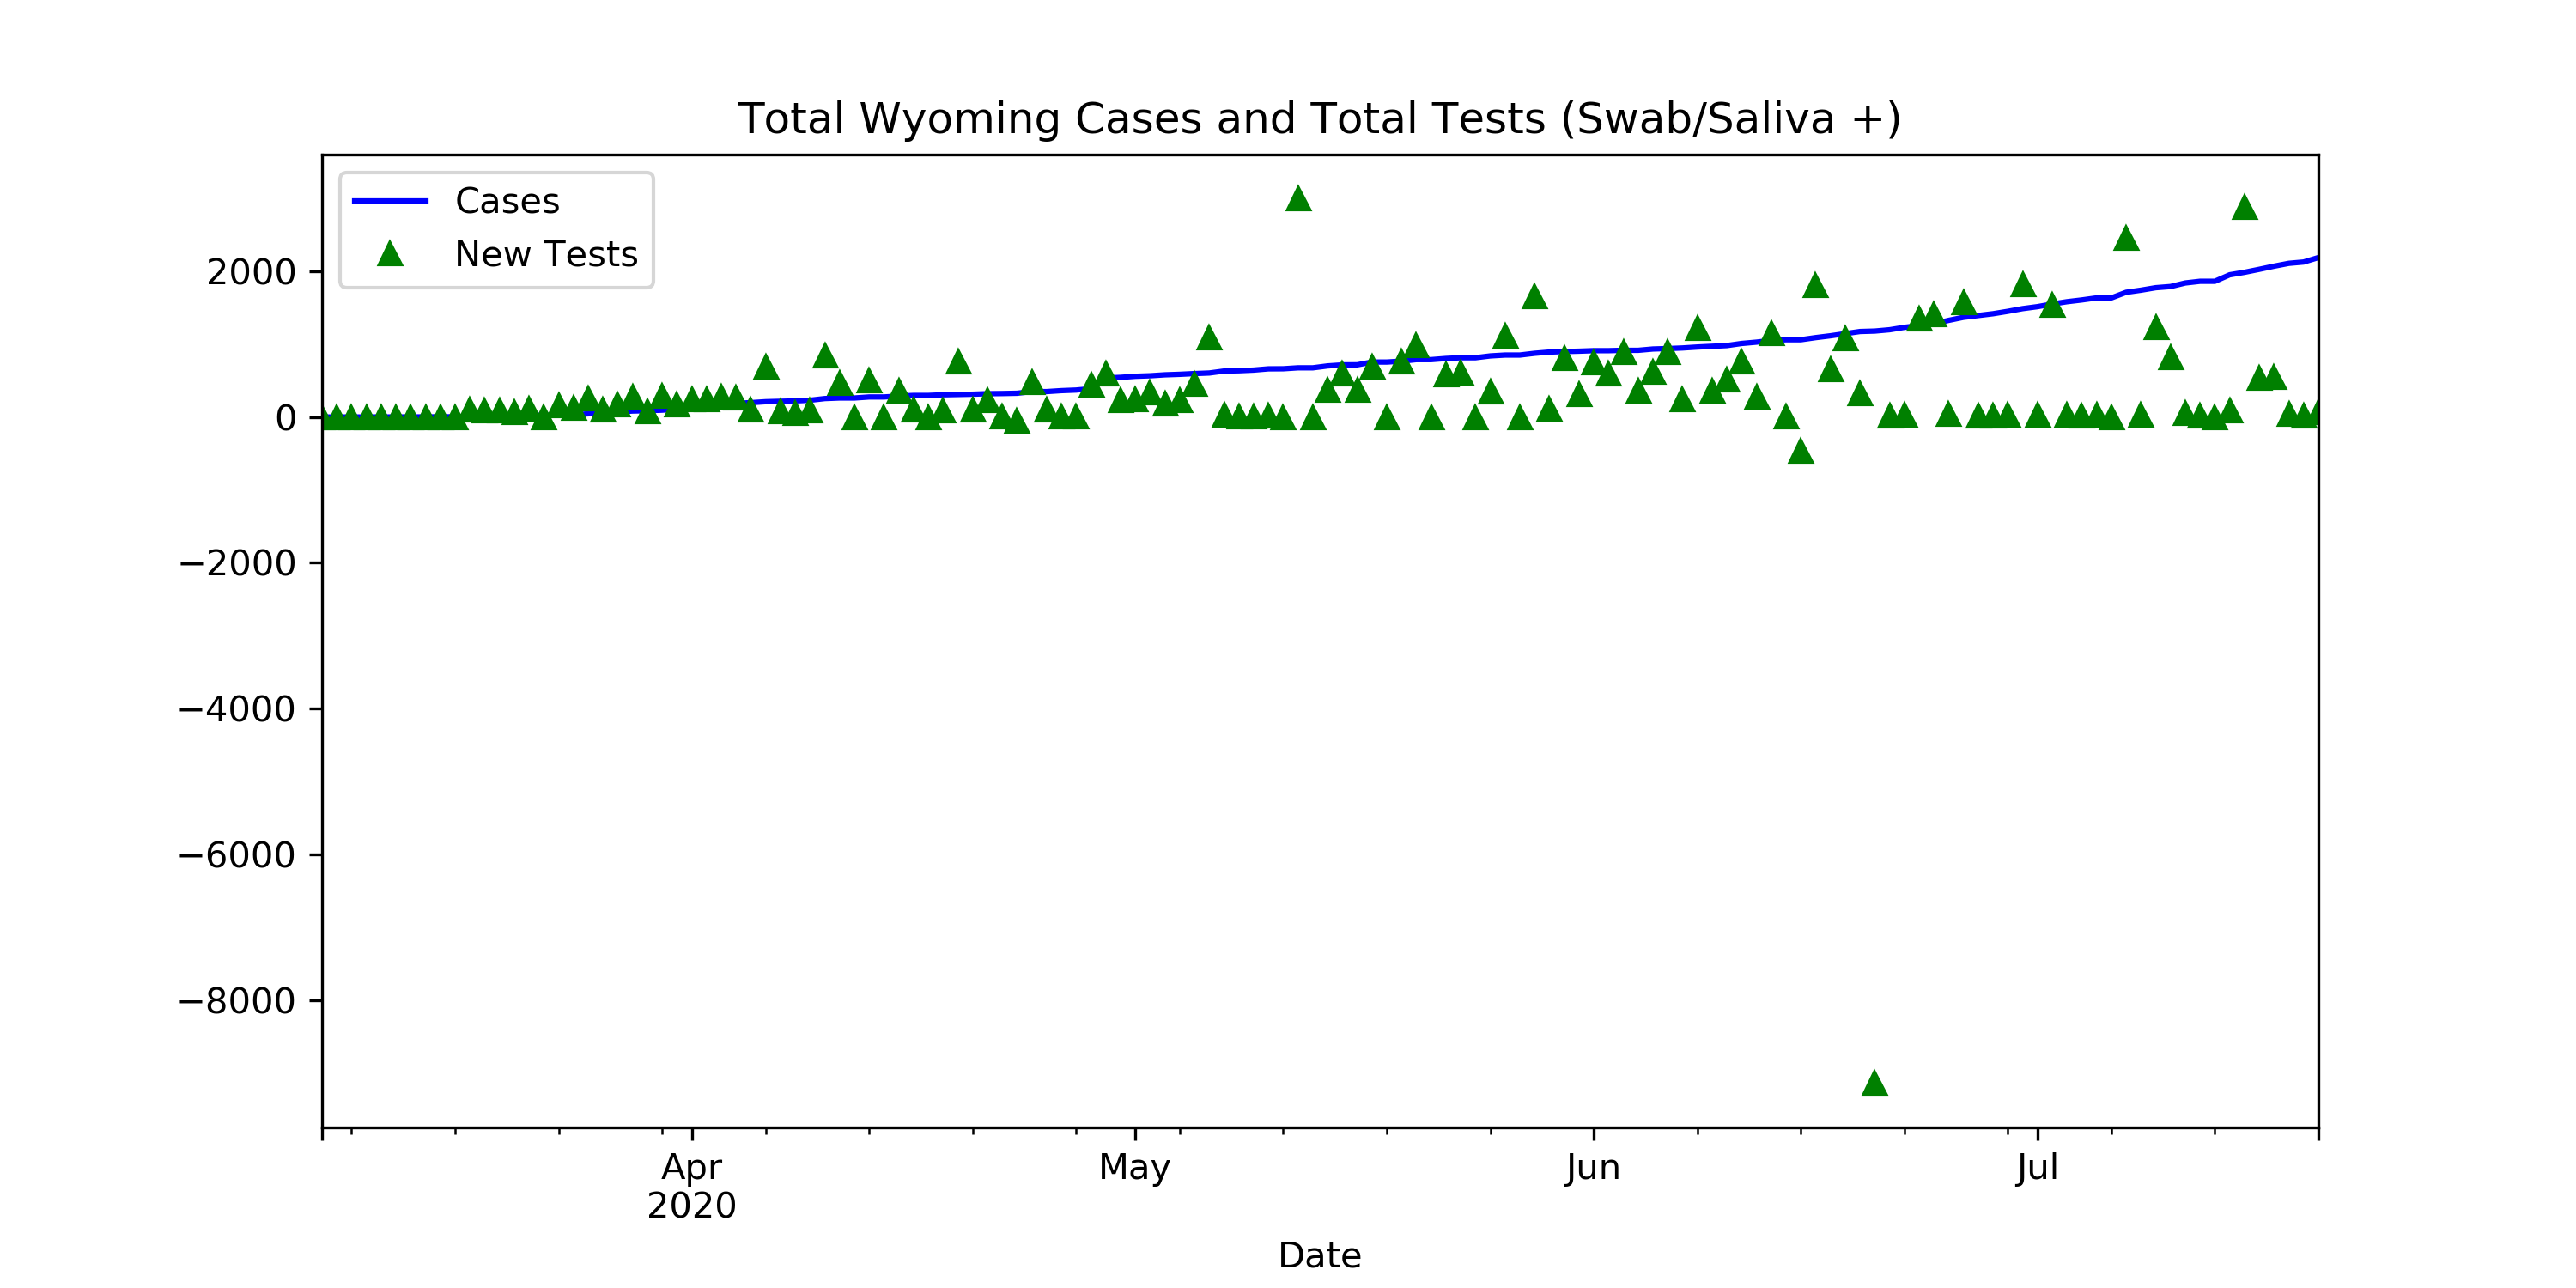 Total Wyoming Cases and Total Tests (Swab/Saliva +)
Cases
New Tests
2000
0
−2000
−4000
−6000
−8000
Apr
2020
May
Jun
Jul
Date